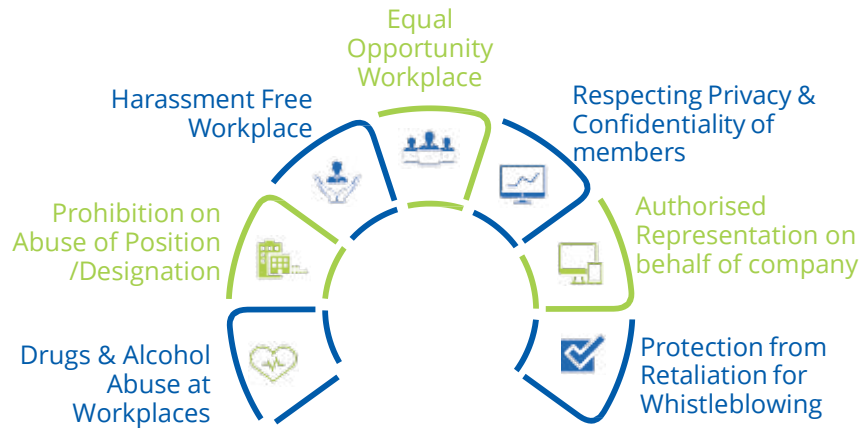 Equal
Opportunity
Workplace
Harassment Free
Workplace
Respecting Privacy &
Confidentiality of
members
Prohibition on
Abuse of Position
/Designation
Authorised
Representation on
behalf of company
Drugs & Alcohol
Abuse at
Workplaces
Protection from
Retaliation for
Whistleblowing